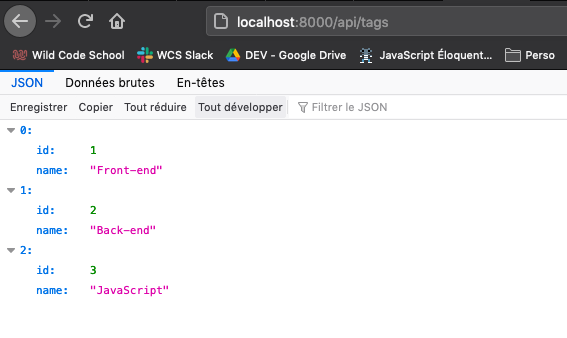 localhost:8000/api/tags
Wild Code School WCS Slack DEV - Google Drive JavaScript Éloquent... Perso
JSON Données brutes En-têtes
Enregistrer Copier Tout réduire Tout développer Filtrer le JSON
0:
id: 1
name: "Front-end"
1:
id: 2
name: "Back-end"
2:
id: 3
name: "JavaScript"